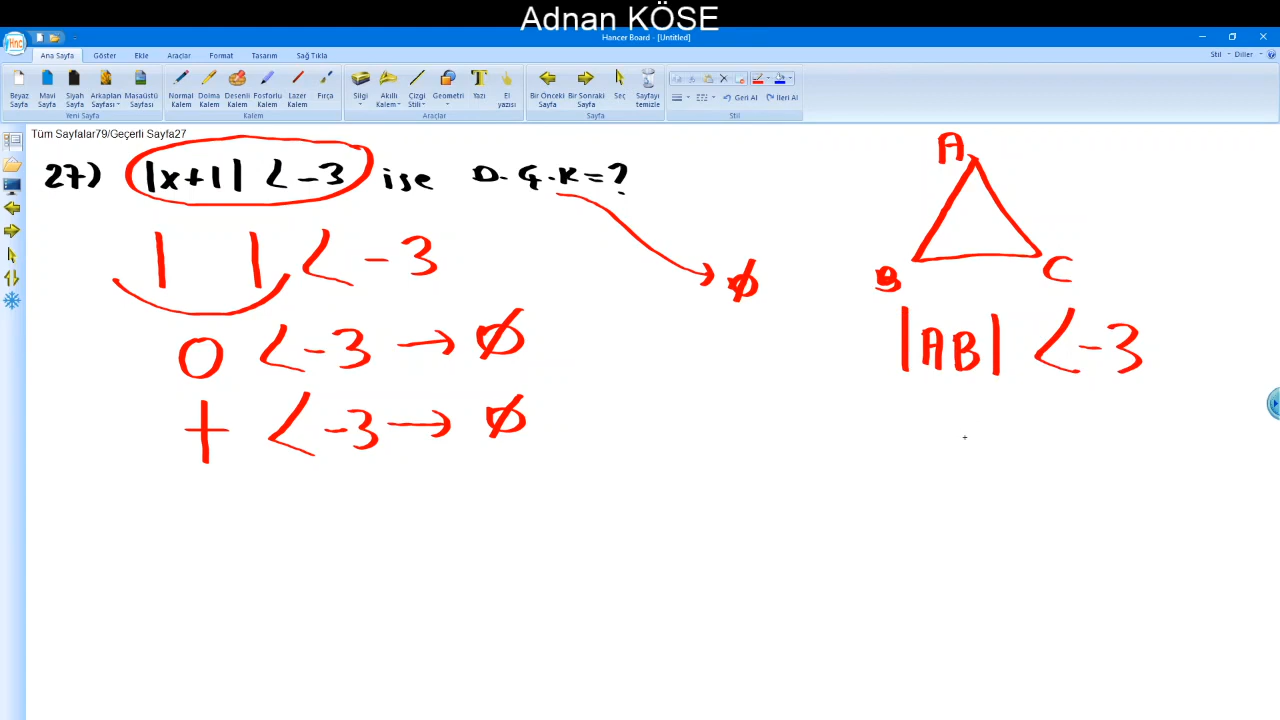 Adnan KÖSE
Hancer Board - [Untitled]
Hnc
Ana Sayfa Göster Ekle Araçlar Format Tasarım Sağ Tıkla Stil Diller
Beyaz Sayfa Mavi Sayfa Siyah Sayfa Arkaplan Sayfası Masaüstü Sayfası Normal Kalem Dolma Kalem Desenli Kalem Fosforlu Kalem Lazer Kalem Fırça Silgi Akıllı Kalem Çizgi Stili Geometri Yazı El yazısı Bir Önceki Sayfa Bir Sonraki Sayfa Seç Sayfayı temizle Geri Al İleri Al
Yeni Sayfa Kalem Araçlar Sayfa Stil
Tüm Sayfalar79/Geçerli Sayfa27
27) |x+1| < -3 ise D.Ç.K=?
| | < -3
∅
0 < -3 → ∅
+ < -3 → ∅
A
B C
|AB| < -3